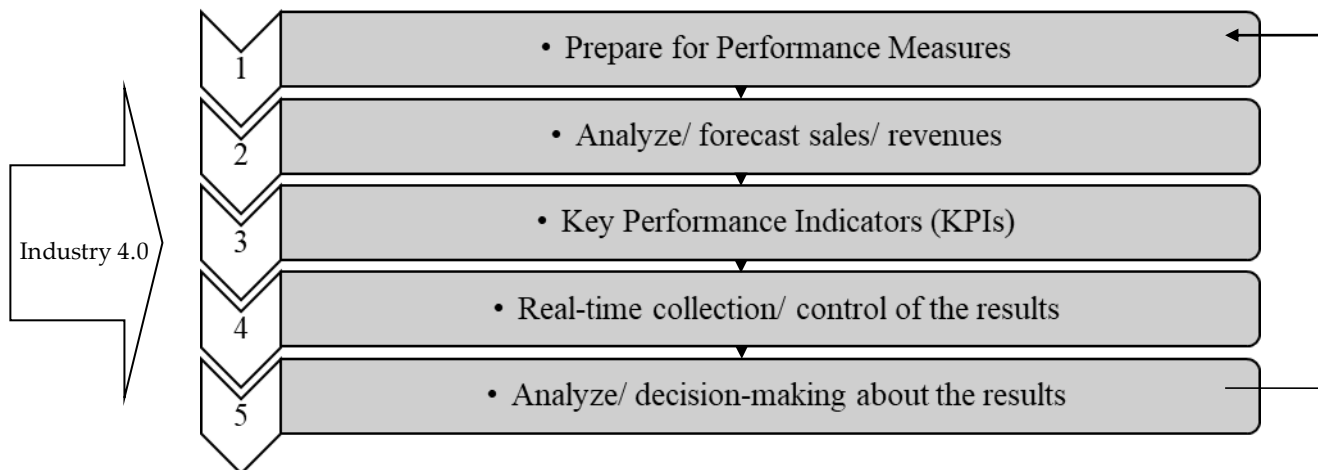 1
• Prepare for Performance Measures
2
• Analyze/ forecast sales/ revenues
Industry 4.0
3
• Key Performance Indicators (KPIs)
4
• Real-time collection/ control of the results
5
• Analyze/ decision-making about the results